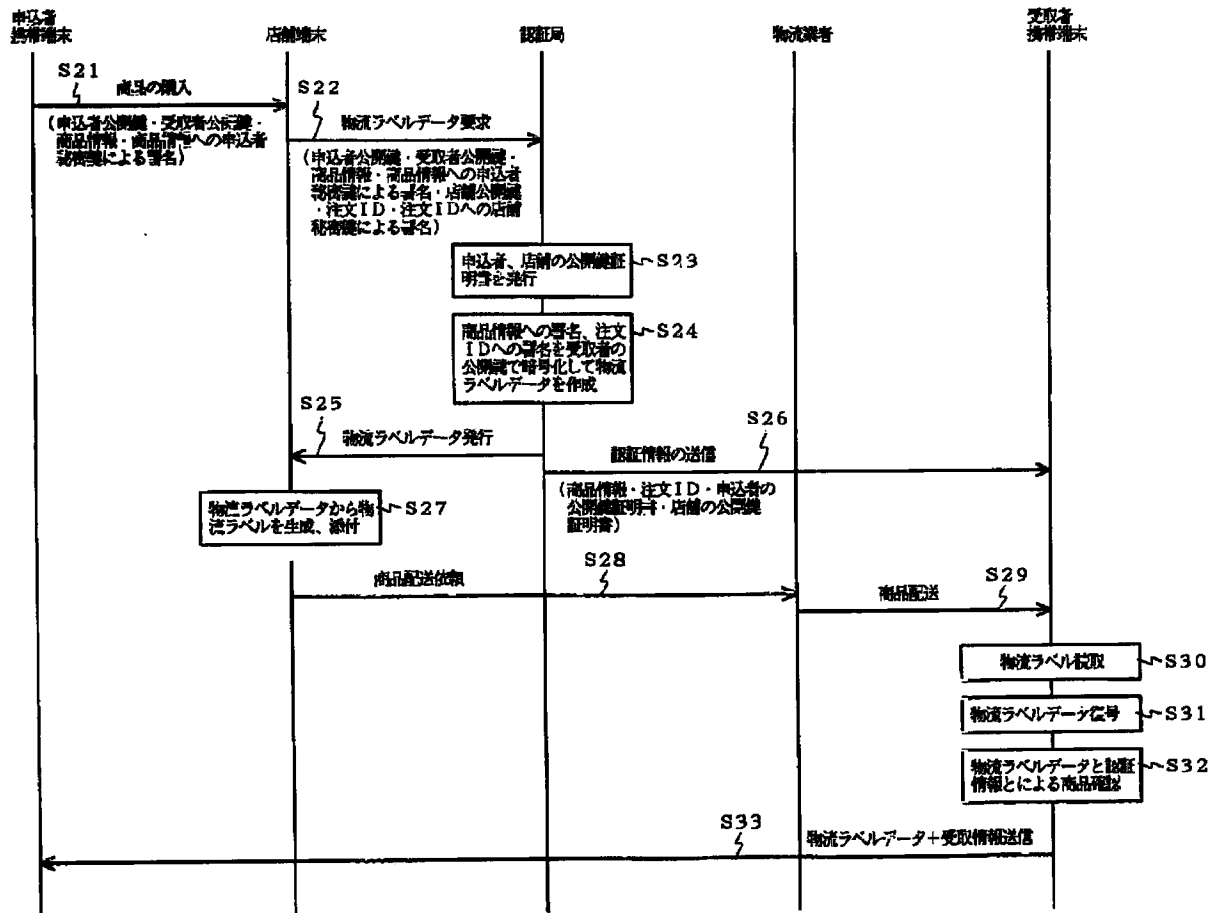 申込者
携帯端末
店舗端末
認証局
物流業者
受取者
携帯端末
S21
商品の購入
(申込者公開鍵・受取者公開鍵・
商品情報・商品情報への申込者
秘密鍵による署名)
S22
物流ラベルデータ要求
(申込者公開鍵・受取者公開鍵・
商品情報・商品情報への申込者
秘密鍵による署名・店舗公開鍵
・注文ID・注文IDへの店舗
秘密鍵による署名)
申込者、店舗の公開鍵証
明書を発行
S23
商品情報への署名、注文
IDへの署名を受取者の
公開鍵で暗号化して物流
ラベルデータを作成
S24
S25
物流ラベルデータ発行
S26
認証情報の送信
(商品情報・注文ID・申込者の
公開鍵証明書・店舗の公開鍵
証明書)
物流ラベルデータから物
流ラベルを生成、添付
S27
商品配送依頼
S28
商品配送
S29
物流ラベル読取
S30
物流ラベルデータ復号
S31
物流ラベルデータと認証
情報とによる商品確認
S32
S33
物流ラベルデータ+受取情報送信